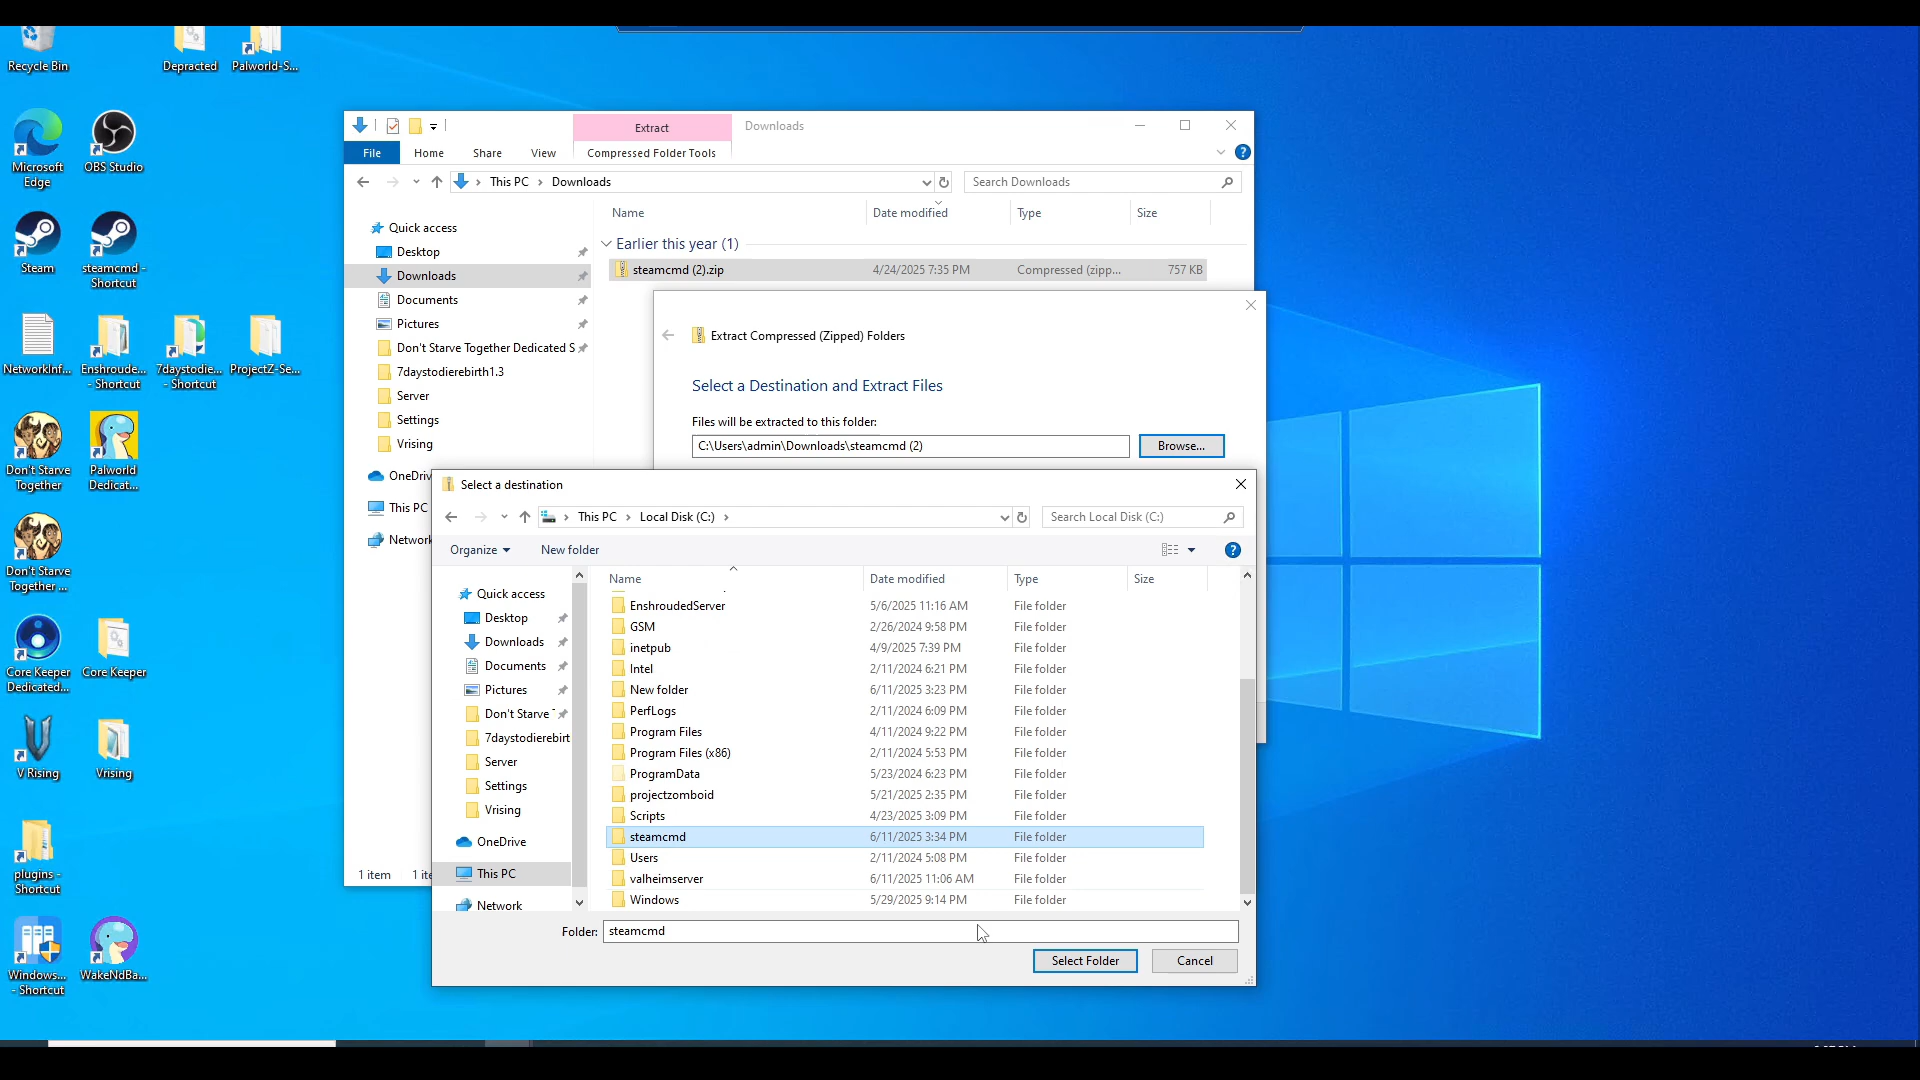 Recycle Bin
Depracted
Palworld-S...
Microsoft
Edge
OBS Studio
Steam
steamcmd -
Shortcut
NetworkInf...
Enshroude...
- Shortcut
7daystodie...
- Shortcut
ProjectZ-Se...
Don't Starve
Together
Palworld
Dedicat...
Don't Starve
Together ...
Core Keeper
Dedicated...
Core Keeper
V Rising
Vrising
plugins -
Shortcut
Windows...
- Shortcut
WakeNdBa...
Extract
Downloads
File
Home
Share
View
Compressed Folder Tools
This PC
Downloads
Search Downloads
Name
Date modified
Type
Size
Quick access
Desktop
Downloads
Documents
Pictures
Don't Starve Together Dedicated S
7daystodierebirth1.3
Server
Settings
Vrising
OneDriv
This PC
Network
Earlier this year (1)
steamcmd (2).zip
4/24/2025 7:35 PM
Compressed (zipp...
757 KB
1 item
1 ite
Extract Compressed (Zipped) Folders
Select a Destination and Extract Files
Files will be extracted to this folder:
C:\Users\admin\Downloads\steamcmd (2)
Browse...
Select a destination
This PC
Local Disk (C:)
Search Local Disk (C:)
Organize
New folder
Quick access
Desktop
Downloads
Documents
Pictures
Don't Starve
7daystodierebirt
Server
Settings
Vrising
OneDrive
This PC
Network
Name
Date modified
Type
Size
EnshroudedServer 5/6/2025 11:16 AM File folder
GSM 2/26/2024 9:58 PM File folder
inetpub 4/9/2025 7:39 PM File folder
Intel 2/11/2024 6:21 PM File folder
New folder 6/11/2025 3:23 PM File folder
PerfLogs 2/11/2024 6:09 PM File folder
Program Files 4/11/2024 9:22 PM File folder
Program Files (x86) 2/11/2024 5:53 PM File folder
ProgramData 5/23/2024 6:23 PM File folder
projectzomboid 5/21/2025 2:35 PM File folder
Scripts 4/23/2025 3:09 PM File folder
steamcmd 6/11/2025 3:34 PM File folder
Users 2/11/2024 5:08 PM File folder
valheimserver 6/11/2025 11:06 AM File folder
Windows 5/29/2025 9:14 PM File folder
Folder:
steamcmd
Select Folder
Cancel